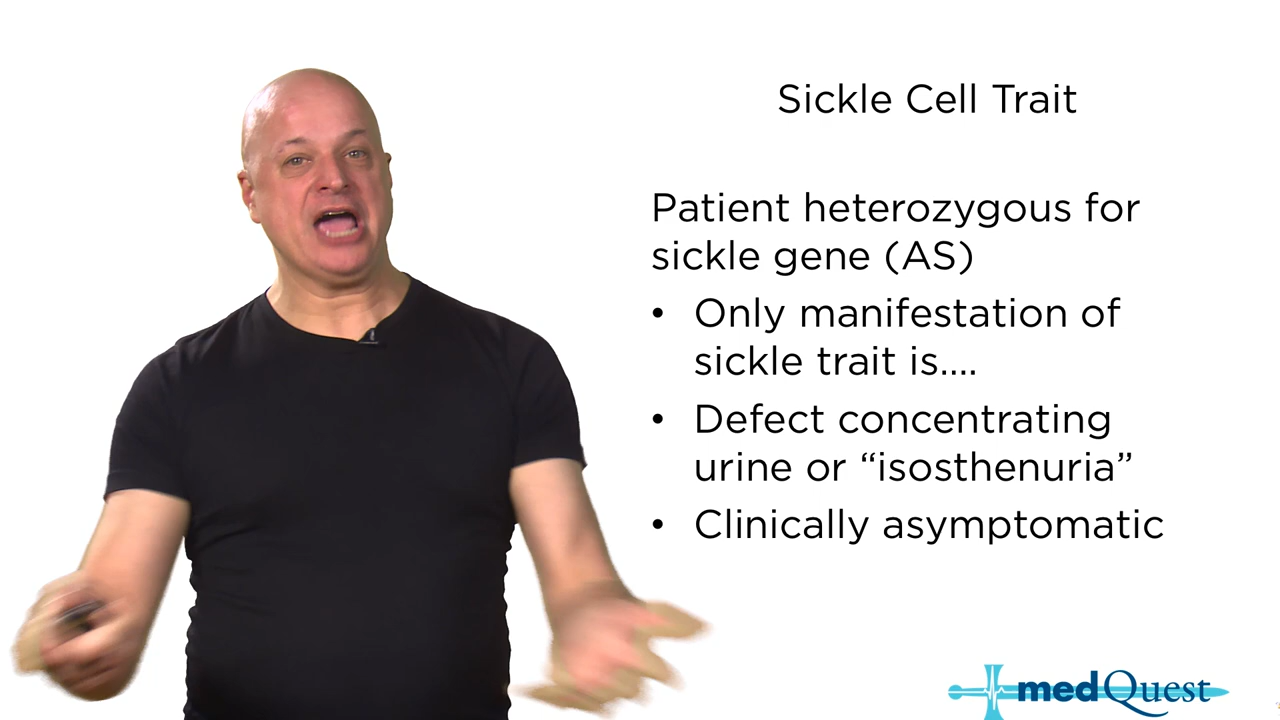 Sickle Cell Trait
Patient heterozygous for
sickle gene (AS)
• Only manifestation of
sickle trait is....
• Defect concentrating
urine or “isosthenuria”
• Clinically asymptomatic
medQuest